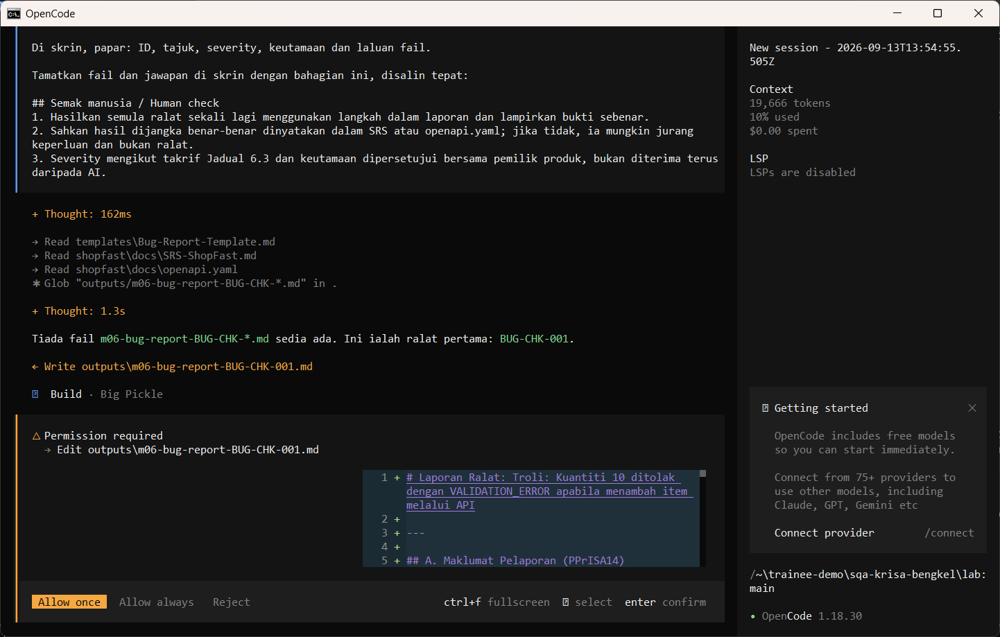 OpenCode
Di skrin, papar: ID, tajuk, severity, keutamaan dan laluan fail.
Tamatkan fail dan jawapan di skrin dengan bahagian ini, disalin tepat:
## Semak manusia / Human check
1. Hasilkan semula ralat sekali lagi menggunakan langkah dalam laporan dan lampirkan bukti sebenar.
2. Sahkan hasil dijangka benar-benar dinyatakan dalam SRS atau openapi.yaml; jika tidak, ia mungkin jurang
keperluan dan bukan ralat.
3. Severity mengikut takrif Jadual 6.3 dan keutamaan dipersetujui bersama pemilik produk, bukan diterima terus
daripada AI.
+ Thought: 162ms
→ Read templates\Bug-Report-Template.md
→ Read shopfast\docs\SRS-ShopFast.md
→ Read shopfast\docs\openapi.yaml
✱ Glob "outputs/m06-bug-report-BUG-CHK-*.md" in .
+ Thought: 1.3s
Tiada fail m06-bug-report-BUG-CHK-*.md sedia ada. Ini ialah ralat pertama: BUG-CHK-001.
← Write outputs\m06-bug-report-BUG-CHK-001.md
Build · Big Pickle
△ Permission required
→ Edit outputs\m06-bug-report-BUG-CHK-001.md
1 + # Laporan Ralat: Troli: Kuantiti 10 ditolak
dengan VALIDATION_ERROR apabila menambah item
melalui API
2 +
3 + ---
4 +
5 + ## A. Maklumat Pelaporan (PPrISA14)
Allow once Allow always Reject ctrl+f fullscreen select enter confirm
New session - 2026-09-13T13:54:55.
505Z
Context
19,666 tokens
10% used
$0.00 spent
LSP
LSPs are disabled
Getting started
OpenCode includes free models
so you can start immediately.
Connect from 75+ providers to
use other models, including
Claude, GPT, Gemini etc
Connect provider /connect
/~\trainee-demo\sqa-krisa-bengkel\lab:
main
• OpenCode 1.18.30